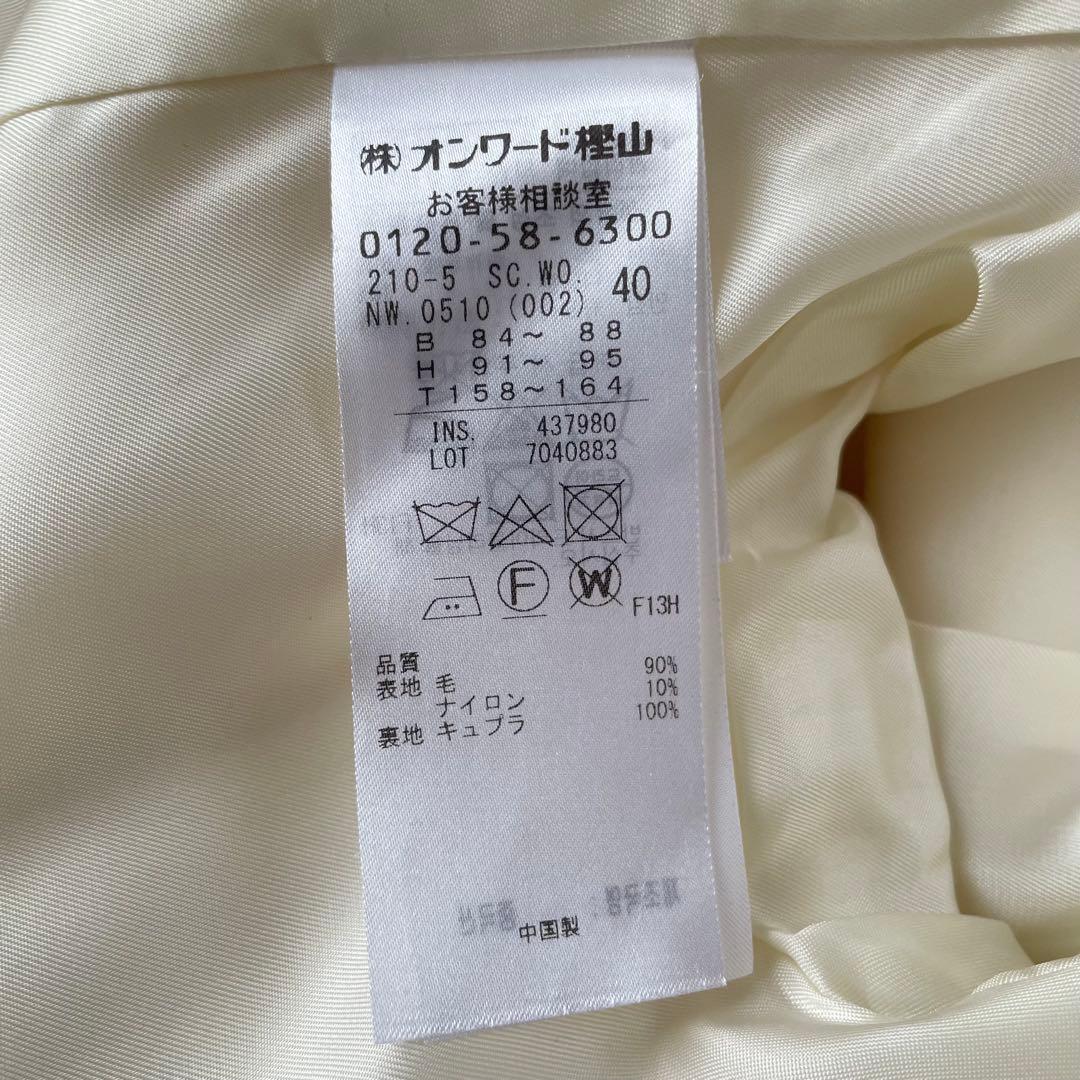 (株)オンワード樫山
お客様相談室
0120-58-6300
210-5 SC.WO. 40
NW.0510 (002)
B 84~ 88
H 91~ 95
T 158~164
INS. 437980
LOT 7040883
F W F13H
品質
表地 毛 90%
ナイロン 10%
裏地 キュプラ 100%
中国製